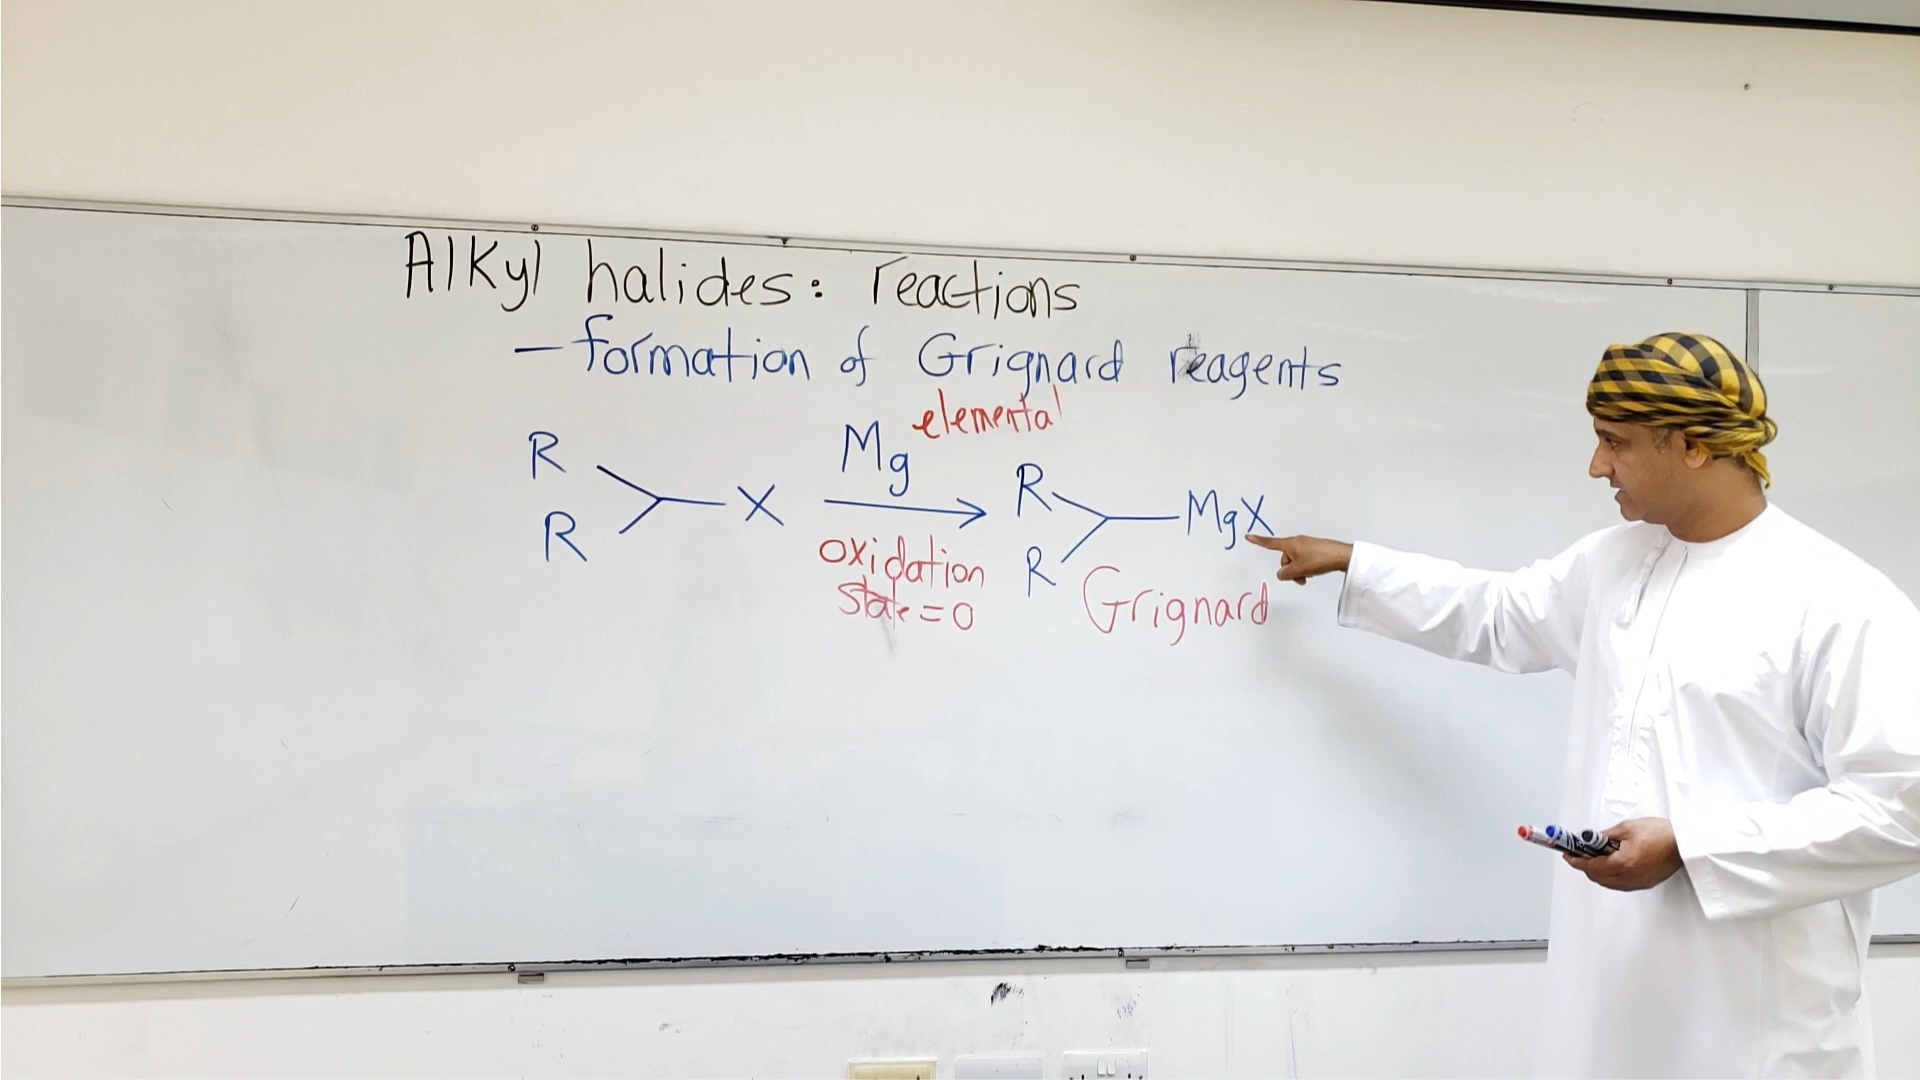 Alkyl halides: reactions
— formation of Grignard reagents
Mg elemental
R
R
X
oxidation
state = 0
R
R
MgX
Grignard